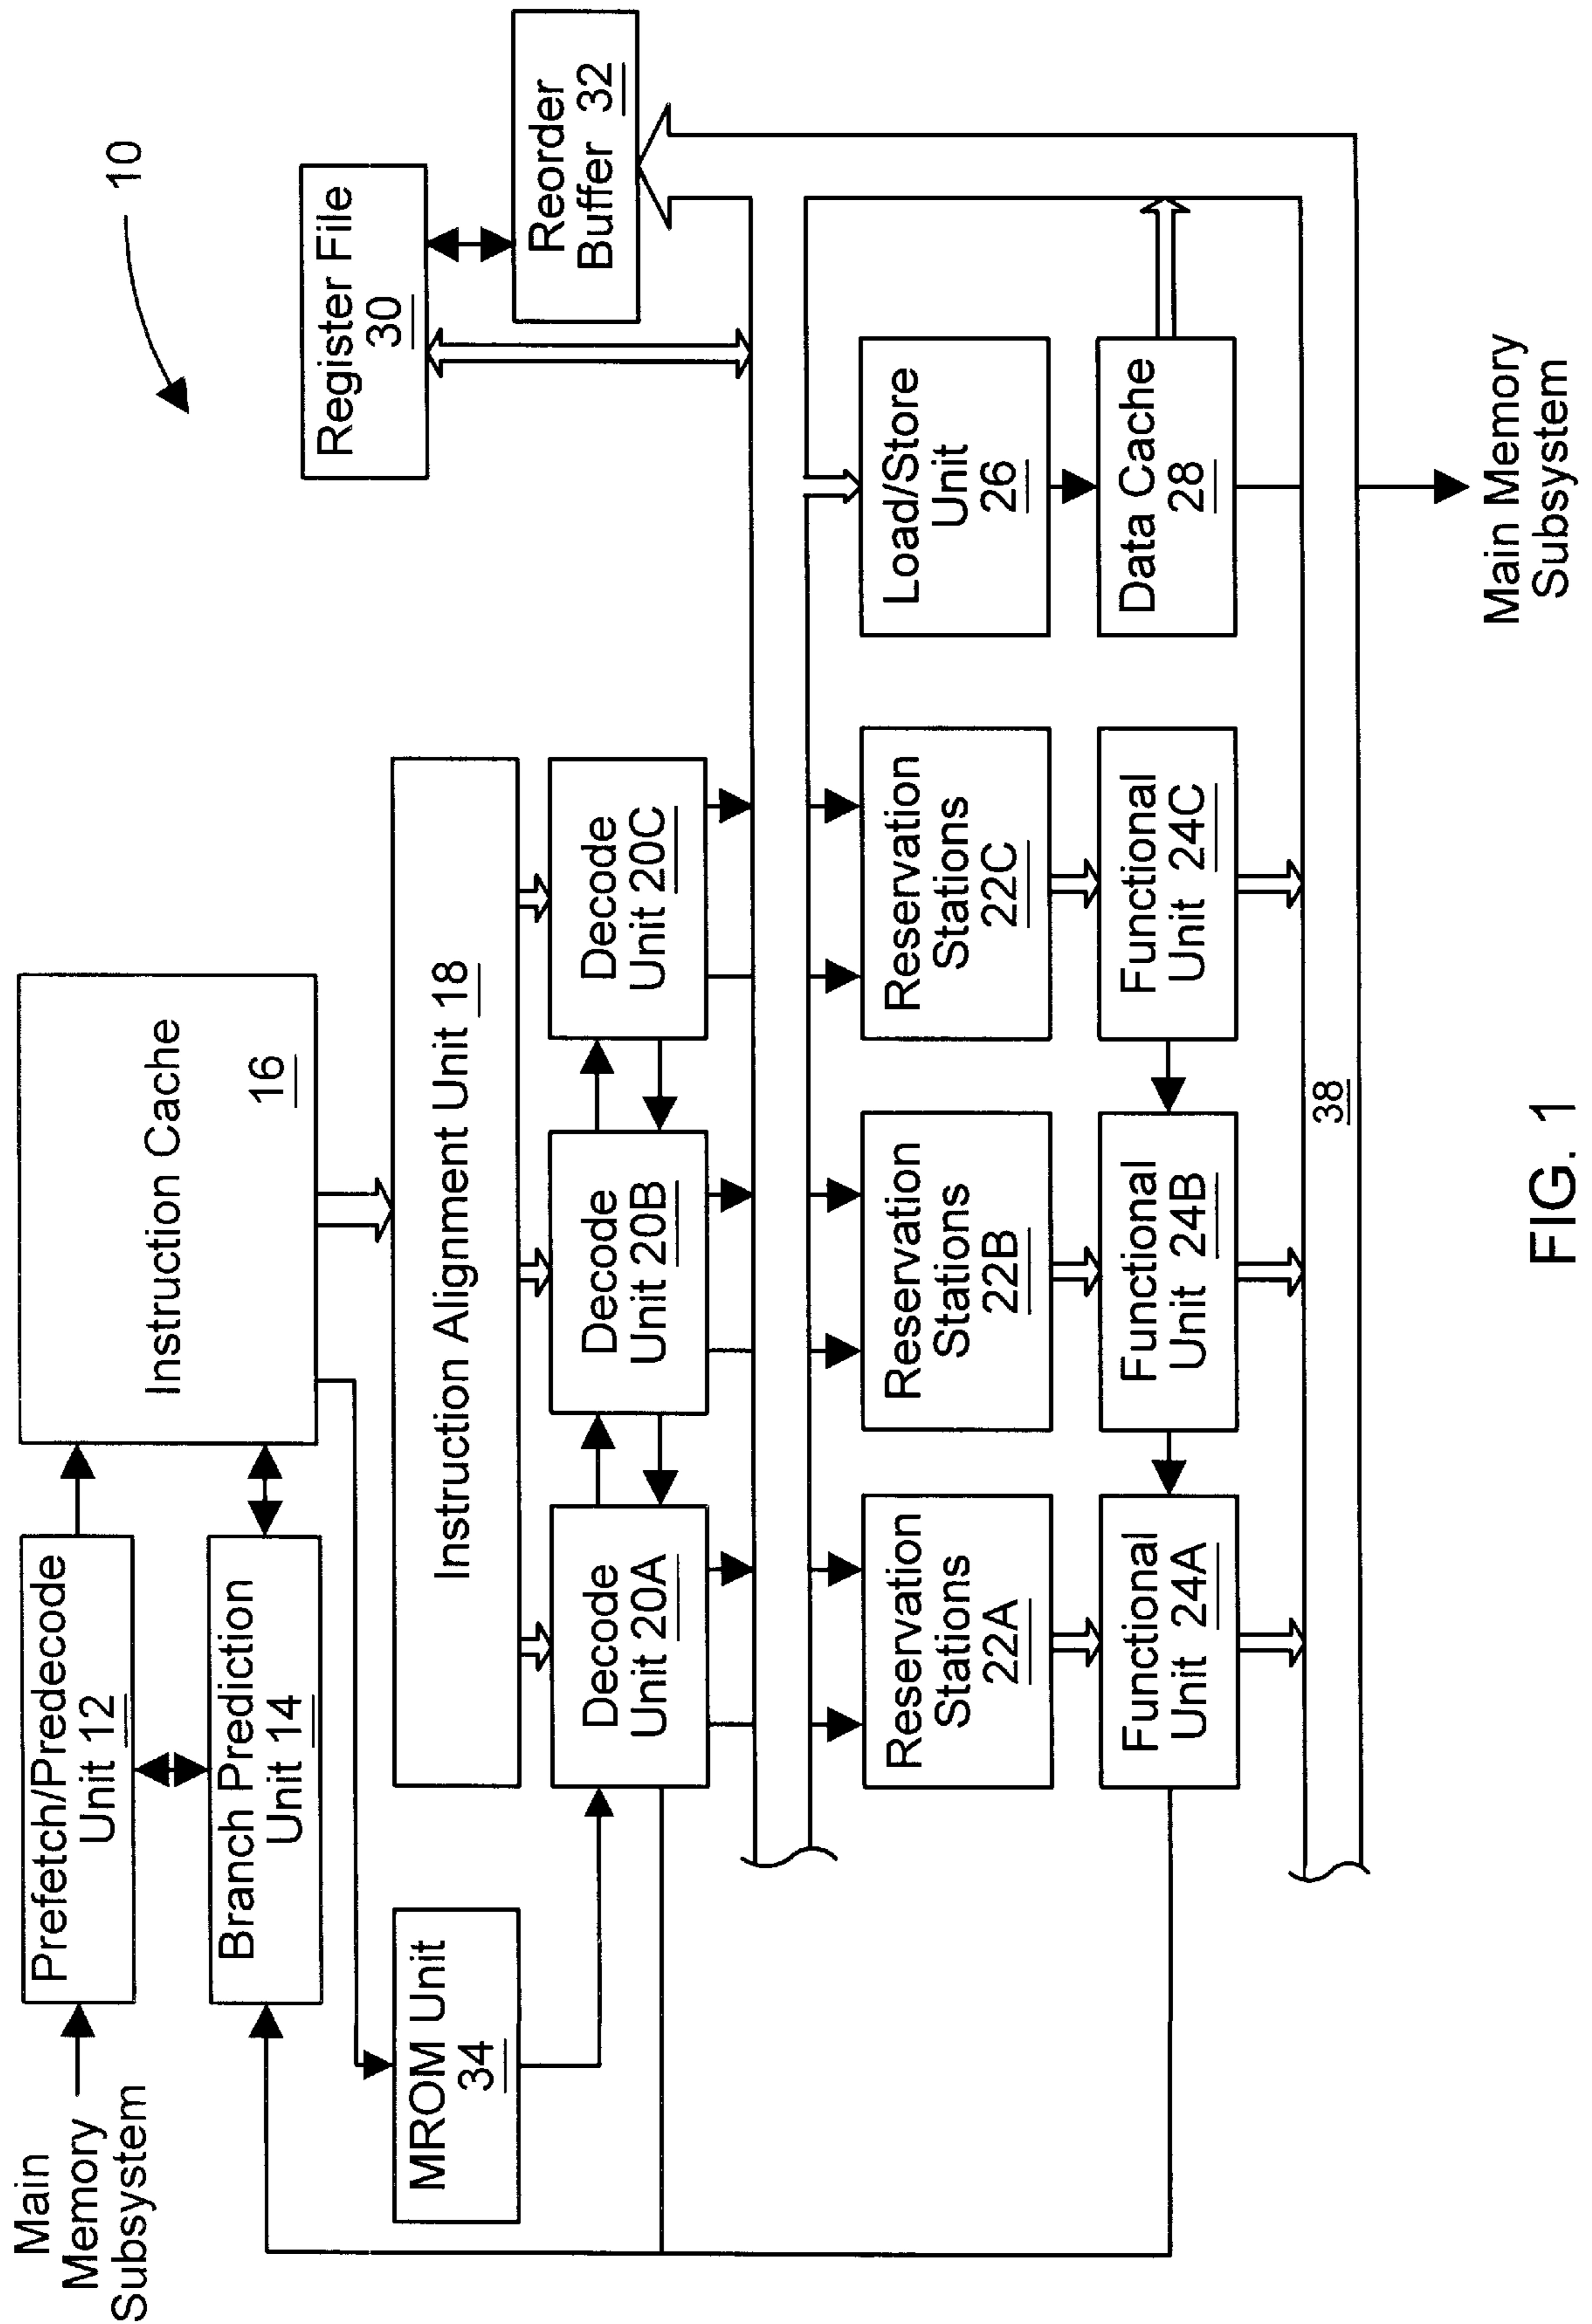 10
Main
Memory
Subsystem
Prefetch/Predecode
Unit 12
Branch Prediction
Unit 14
Instruction Cache
16
Register File
30
Reorder
Buffer 32
MROM Unit
34
Instruction Alignment Unit 18
Decode
Unit 20A
Decode
Unit 20B
Decode
Unit 20C
Reservation
Stations
22A
Reservation
Stations
22B
Reservation
Stations
22C
Load/Store
Unit
26
Functional
Unit 24A
Functional
Unit 24B
Functional
Unit 24C
Data Cache
28
38
Main Memory
Subsystem
FIG. 1